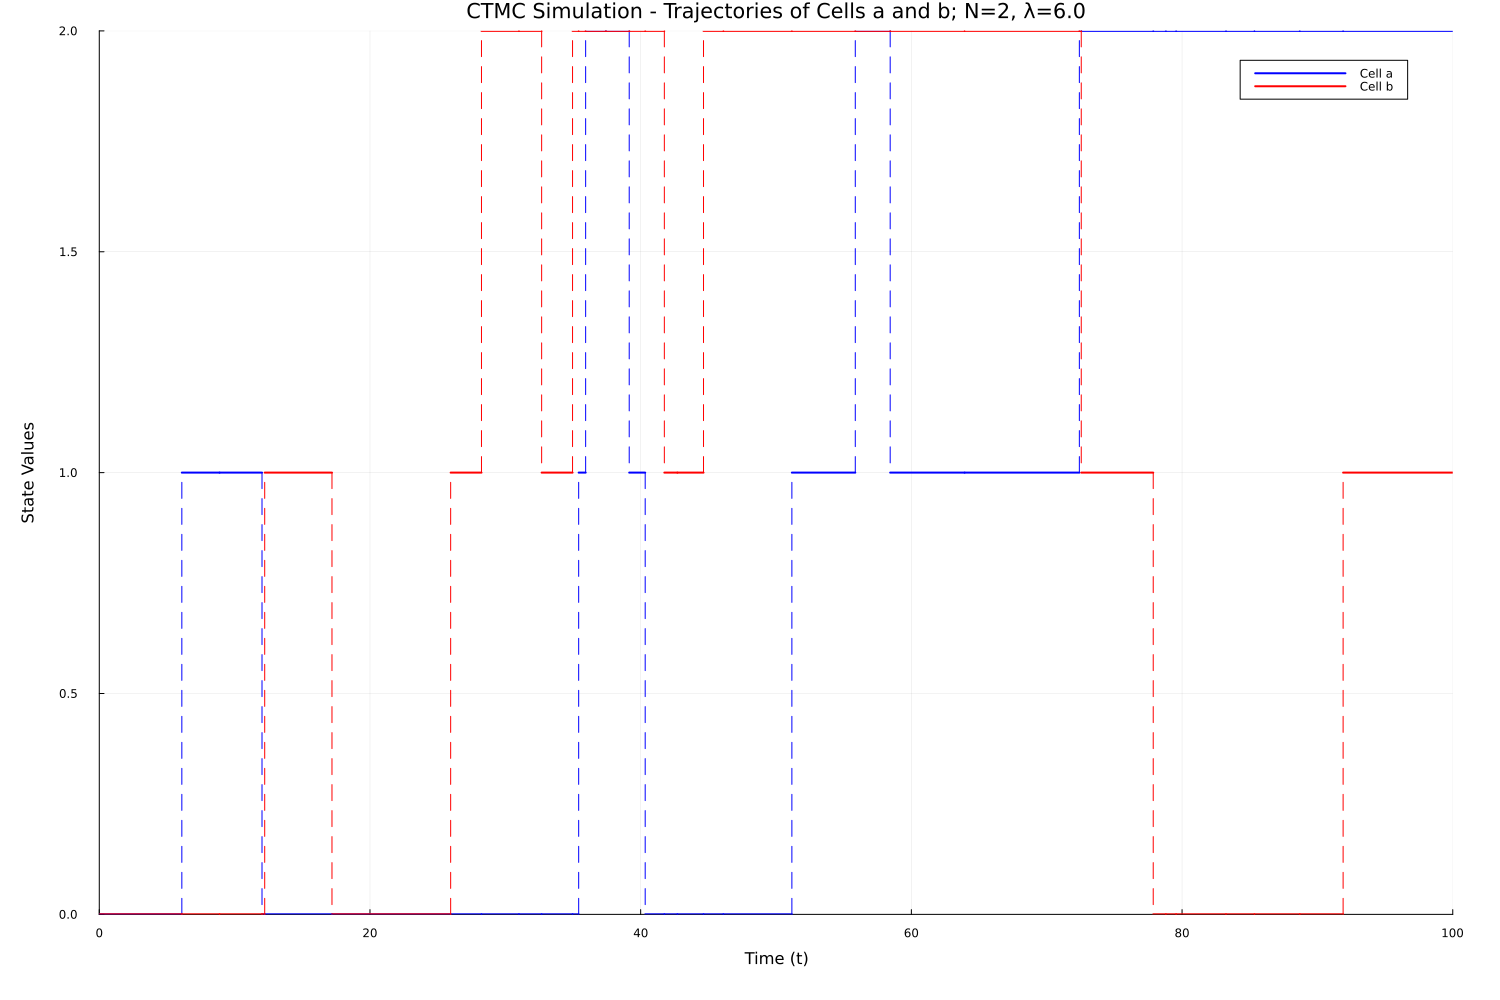 CTMC Simulation - Trajectories of Cells a and b; N=2, λ=6.0
2.0
Cell a
Cell b
1.5
1.0
State Values
0.5
0.0
0 20 40 60 80 100
Time (t)